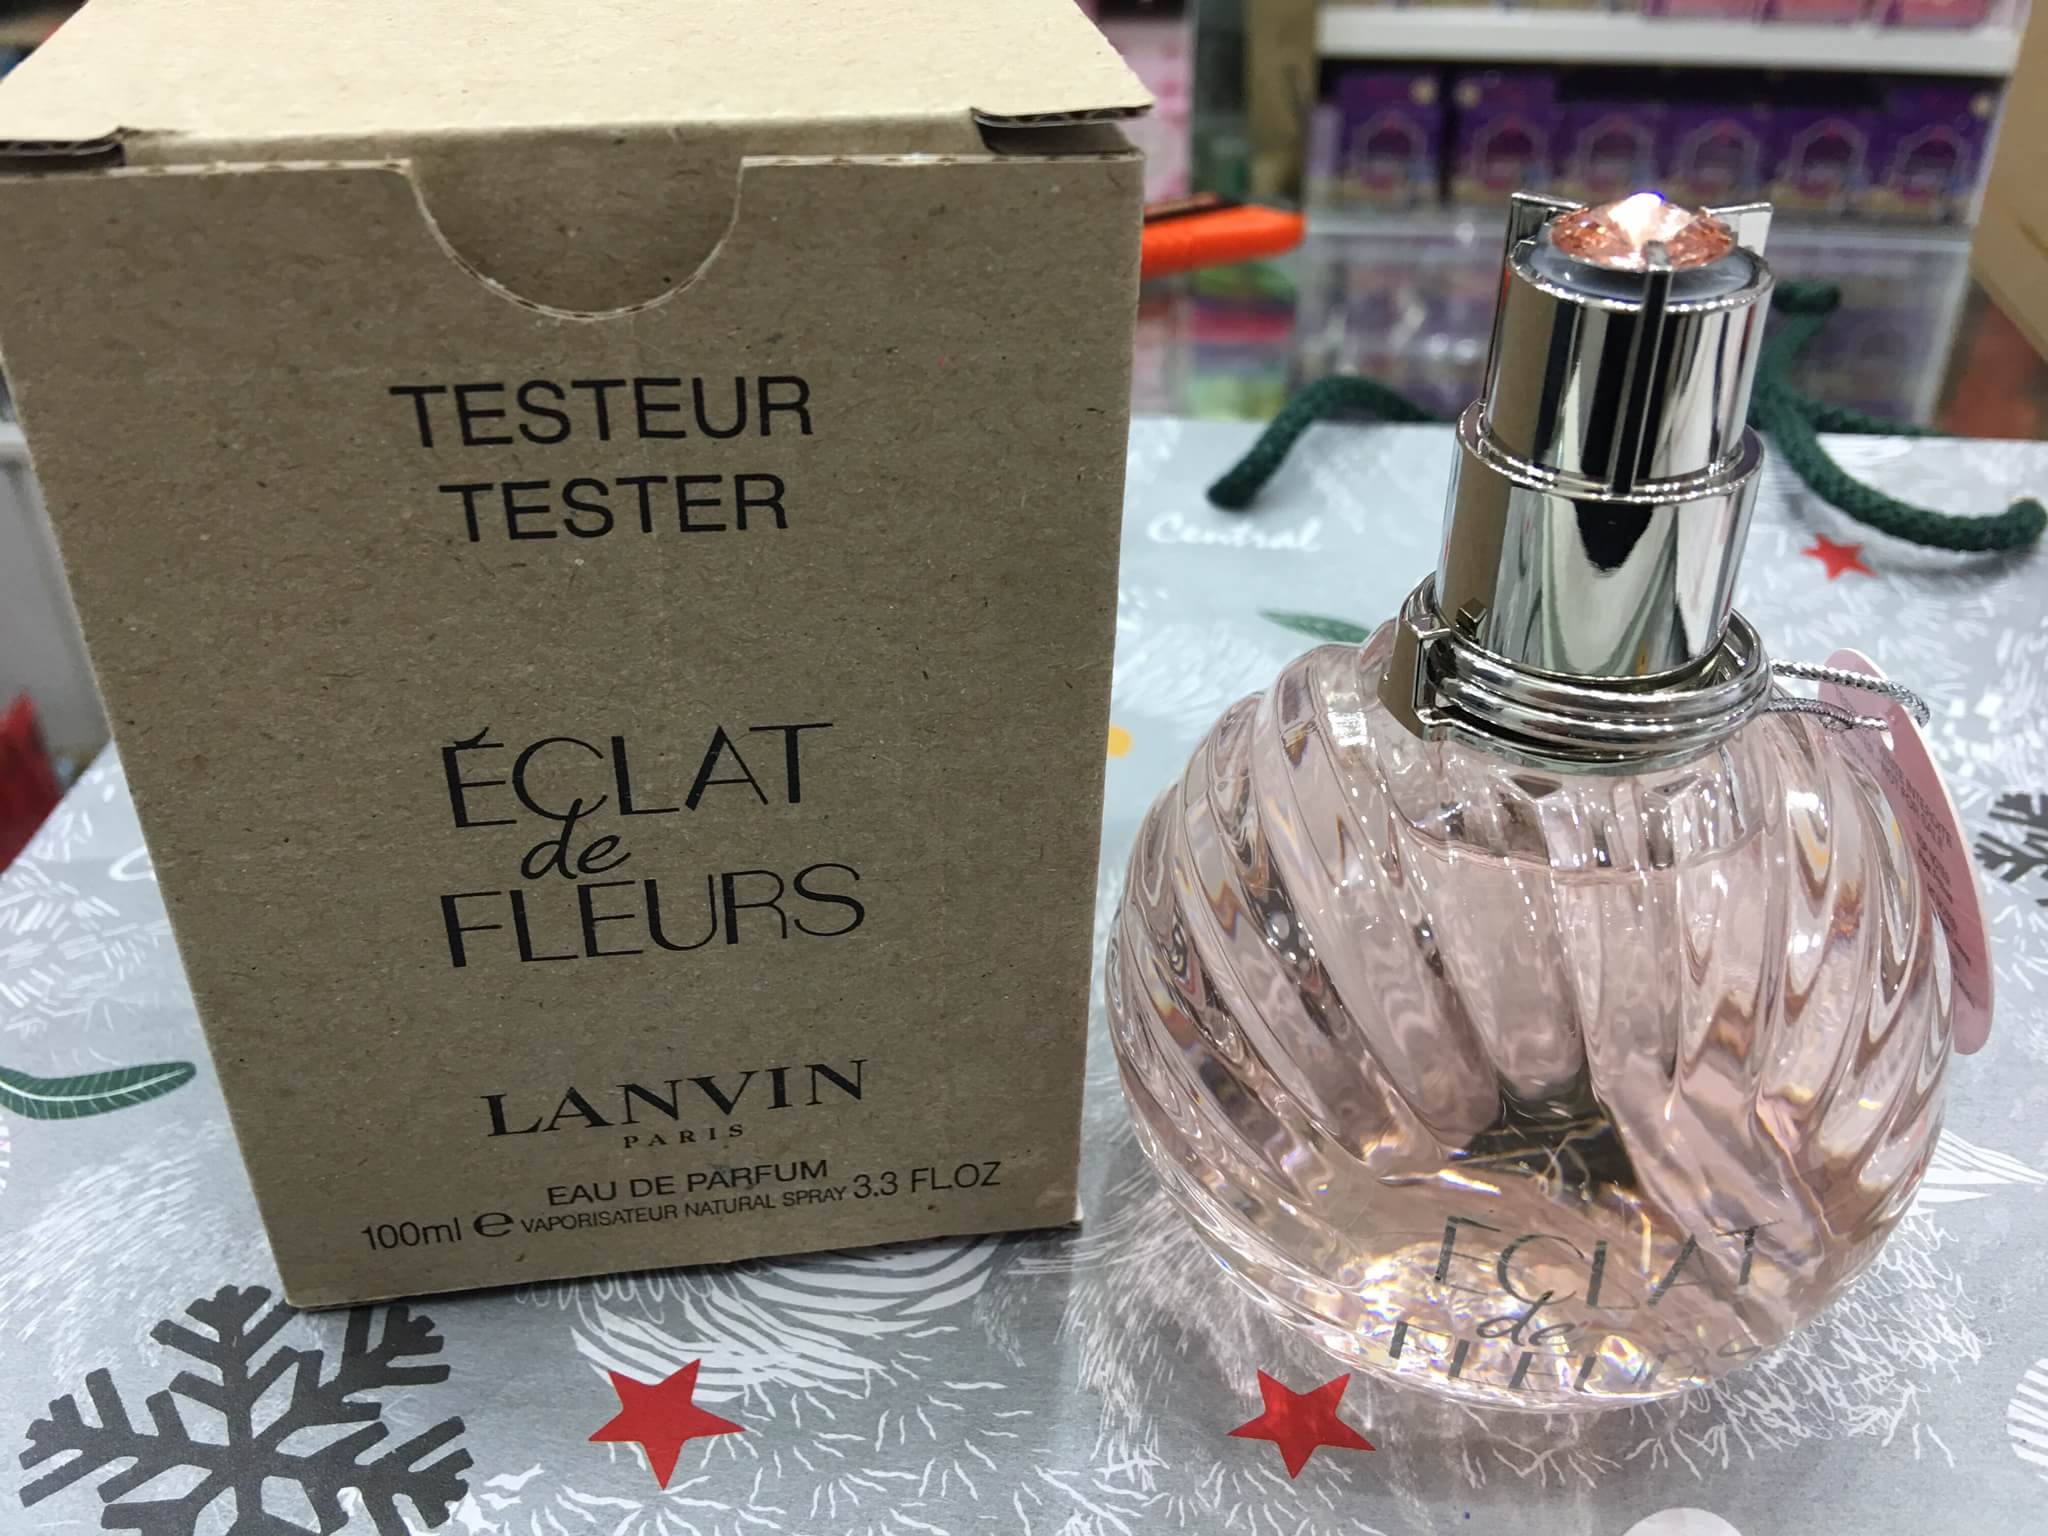 TESTEUR
TESTER
ÉCLAT
de
FLEURS
LANVIN
PARIS
EAU DE PARFUM
100ml e VAPORISATEUR NATURAL SPRAY 3.3 FL.OZ
Central
ÉCLAT
de
FLEURS